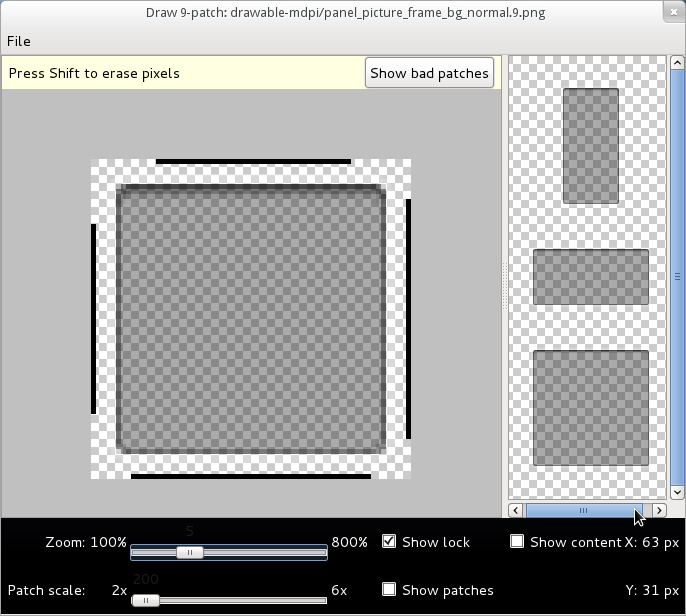 Draw 9-patch: drawable-mdpi/panel_picture_frame_bg_normal.9.png
File
Press Shift to erase pixels
Show bad patches
Zoom: 100%
5
800%
Show lock
Show content
X: 63 px
Patch scale: 2x
200
6x
Show patches
Y: 31 px